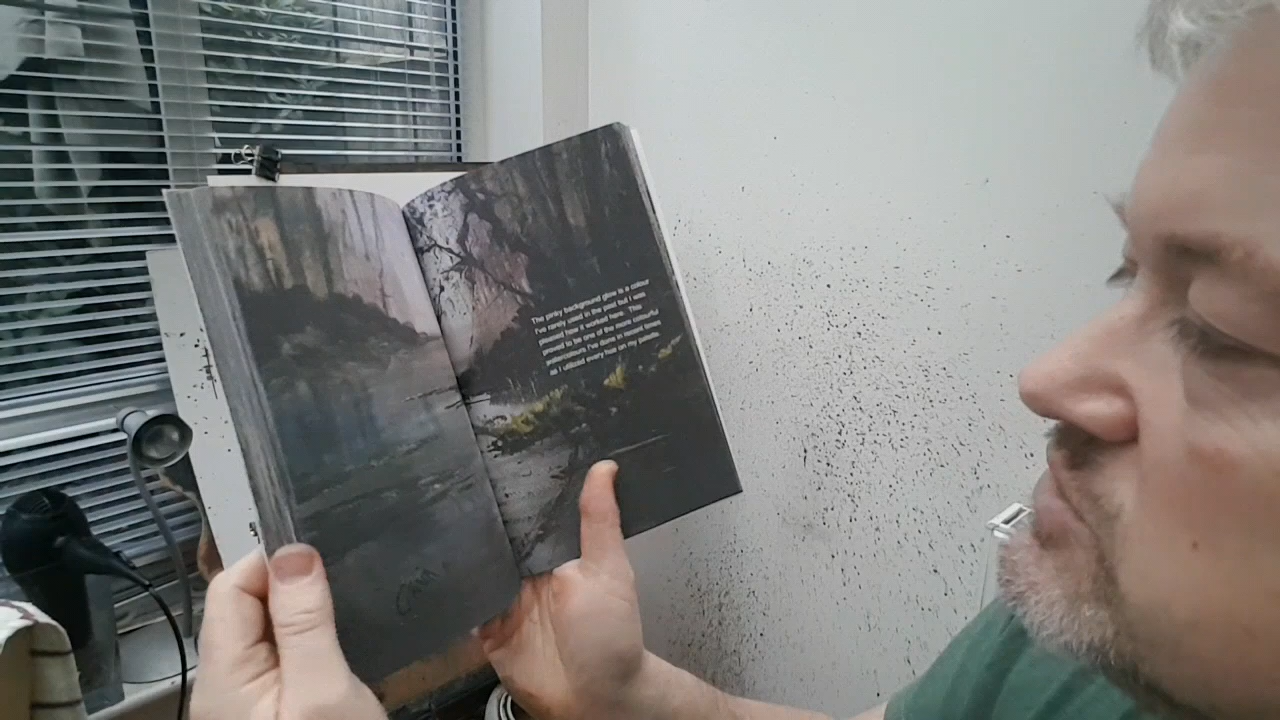 The pinky background glow is a colour
I've rarely used in the past but I was
pleased how it worked here. This
proved to be one of the more colourful
watercolours I've done in recent times
as I utilised every hue on my palette.